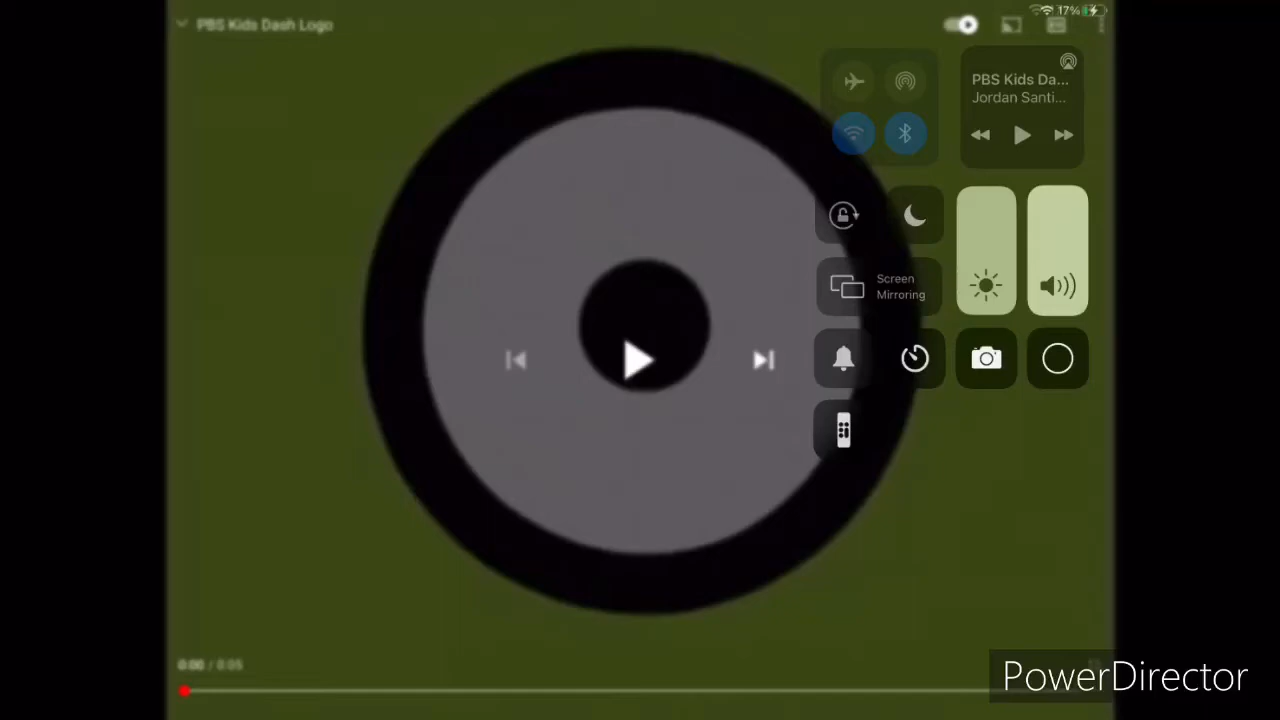 PBS Kids Dash Logo
17%
PBS Kids Da...
Jordan Santi...
Screen
Mirroring
0:00 / 0:05
PowerDirector